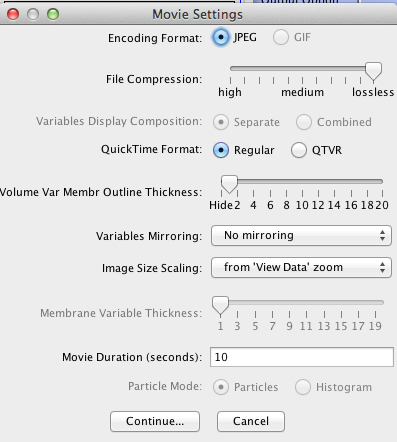 Movie Settings
Encoding Format: JPEG GIF
File Compression:
high medium lossless
Variables Display Composition: Separate Combined
QuickTime Format: Regular QTVR
Volume Var Membr Outline Thickness:
Hide 2 4 6 8 10 12 14 16 18 20
Variables Mirroring: No mirroring
Image Size Scaling: from 'View Data' zoom
Membrane Variable Thickness:
1 3 5 7 9 11 13 15 17 19
Movie Duration (seconds): 10
Particle Mode: Particles Histogram
Continue... Cancel